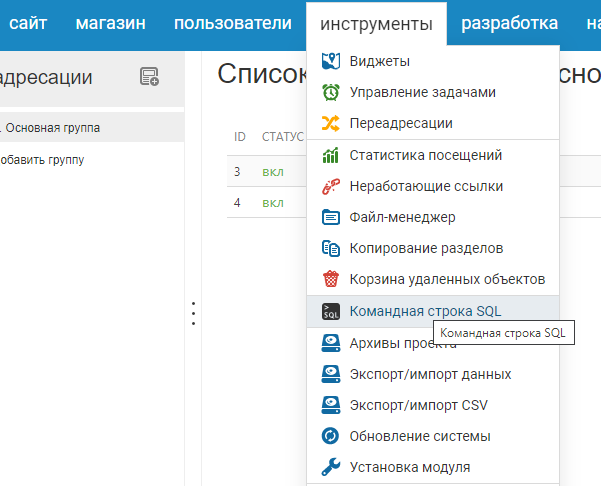 сайт магазин пользователи инструменты разработка на
адресации
Список
сно
Основная группа
обавить группу
ID СТАТУС
3 вкл
4 вкл
Виджеты
Управление задачами
Переадресации
Статистика посещений
Неработающие ссылки
Файл-менеджер
Копирование разделов
Корзина удаленных объектов
Командная строка SQL
Командная строка SQL
Архивы проекта
Экспорт/импорт данных
Экспорт/импорт CSV
Обновление системы
Установка модуля